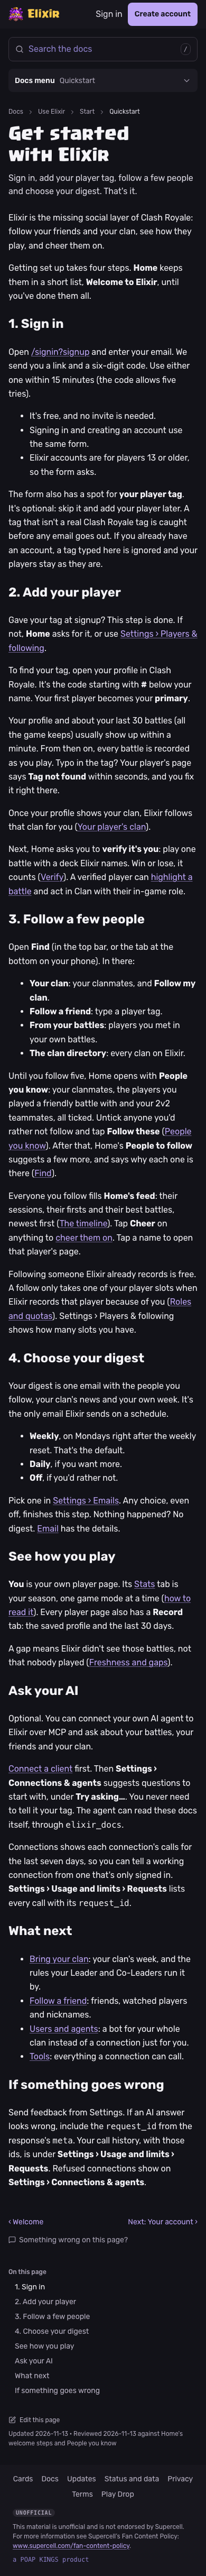 Elixir
Sign in
Create account
Search the docs
/
Docs menu Quickstart
Docs › Use Elixir › Start › Quickstart
Get started
with Elixir
Sign in, add your player tag, follow a few people
and choose your digest. That's it.
Elixir is the missing social layer of Clash Royale:
follow your friends and your clan, see how they
play, and cheer them on.
Getting set up takes four steps. Home keeps
them in a short list, Welcome to Elixir, until
you've done them all.
1. Sign in
Open /signin?signup and enter your email. We
send you a link and a six-digit code. Use either
one within 15 minutes (the code allows five
tries).
• It's free, and no invite is needed.
• Signing in and creating an account use
the same form.
• Elixir accounts are for players 13 or older,
so the form asks.
The form also has a spot for your player tag.
It's optional: skip it and add your player later. A
tag that isn't a real Clash Royale tag is caught
before any email goes out. If you already have
an account, a tag typed here is ignored and your
players stay as they are.
2. Add your player
Gave your tag at signup? This step is done. If
not, Home asks for it, or use Settings › Players &
following.
To find your tag, open your profile in Clash
Royale. It's the code starting with # below your
name. Your first player becomes your primary.
Your profile and about your last 30 battles (all
the game keeps) usually show up within a
minute. From then on, every battle is recorded
as you play. Typo in the tag? Your player's page
says Tag not found within seconds, and you fix
it right there.
Once your profile shows your clan, Elixir follows
that clan for you (Your player's clan).
Next, Home asks you to verify it's you: play one
battle with a deck Elixir names. Win or lose, it
counts (Verify). A verified player can highlight a
battle and act in Clan with their in-game role.
3. Follow a few people
Open Find (in the top bar, or the tab at the
bottom on your phone). In there:
• Your clan: your clanmates, and Follow my
clan.
• Follow a friend: type a player tag.
• From your battles: players you met in
your own battles.
• The clan directory: every clan on Elixir.
Until you follow five, Home opens with People
you know: your clanmates, the players you
played a friendly battle with and your 2v2
teammates, all ticked. Untick anyone you'd
rather not follow and tap Follow these (People
you know). After that, Home's People to follow
suggests a few more, and says why each one is
there (Find).
Everyone you follow fills Home's feed: their
sessions, their firsts and their best battles,
newest first (The timeline). Tap Cheer on
anything to cheer them on. Tap a name to open
that player's page.
Following someone Elixir already records is free.
A follow only takes one of your player slots when
Elixir records that player because of you (Roles
and quotas). Settings › Players & following
shows how many slots you have.
4. Choose your digest
Your digest is one email with the people you
follow, your clan's news and your own week. It's
the only email Elixir sends on a schedule.
• Weekly, on Mondays right after the weekly
reset. That's the default.
• Daily, if you want more.
• Off, if you'd rather not.
Pick one in Settings › Emails. Any choice, even
off, finishes this step. Nothing happened? No
digest. Email has the details.
See how you play
You is your own player page. Its Stats tab is
your season, one game mode at a time (how to
read it). Every player page also has a Record
tab: the saved profile and the last 30 days.
A gap means Elixir didn't see those battles, not
that nobody played (Freshness and gaps).
Ask your AI
Optional. You can connect your own AI agent to
Elixir over MCP and ask about your battles, your
friends and your clan.
Connect a client first. Then Settings ›
Connections & agents suggests questions to
start with, under Try asking…. You never need
to tell it your tag. The agent can read these docs
itself, through elixir_docs.
Connections shows each connection's calls for
the last seven days, so you can tell a working
connection from one that's only signed in.
Settings › Usage and limits › Requests lists
every call with its request_id.
What next
• Bring your clan: your clan's week, and the
rules your Leader and Co-Leaders run it
by.
• Follow a friend: friends, watched players
and nicknames.
• Users and agents: a bot for your whole
clan instead of a connection just for you.
• Tools: everything a connection can call.
If something goes wrong
Send feedback from Settings. If an AI answer
looks wrong, include the request_id from the
response's meta. Your call history, with those
ids, is under Settings › Usage and limits ›
Requests. Refused connections show on
Settings › Connections & agents.
‹ Welcome
Next: Your account ›
Something wrong on this page?
On this page
1. Sign in
2. Add your player
3. Follow a few people
4. Choose your digest
See how you play
Ask your AI
What next
If something goes wrong
Edit this page
Updated 2026-11-13 · Reviewed 2026-11-13 against Home's
welcome steps and People you know
Cards Docs Updates Status and data Privacy
Terms Play Drop
UNOFFICIAL
This material is unofficial and is not endorsed by Supercell.
For more information see Supercell's Fan Content Policy:
www.supercell.com/fan-content-policy.
a POAP KINGS product